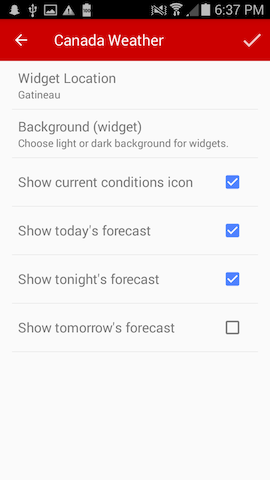 6:37 PM
Canada Weather
Widget Location
Gatineau
Background (widget)
Choose light or dark background for widgets.
Show current conditions icon
Show today's forecast
Show tonight's forecast
Show tomorrow's forecast